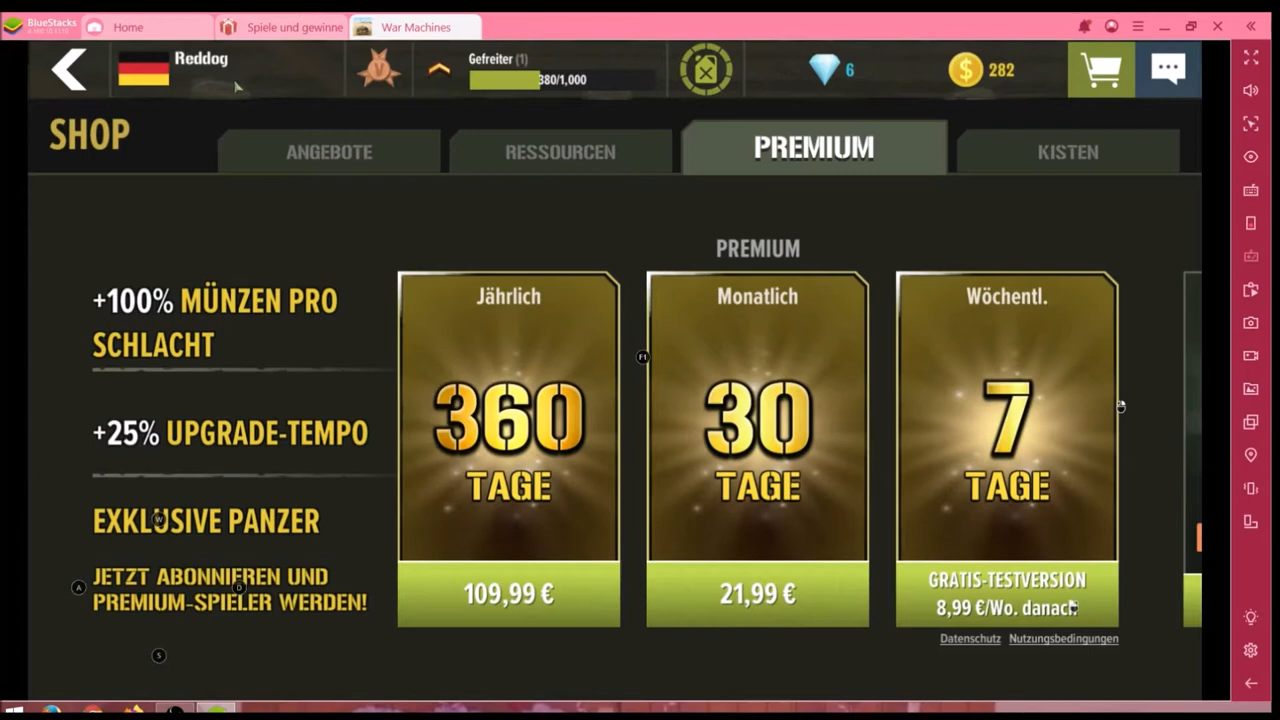 BlueStacks
Home
Spiele und gewinne
War Machines
Reddog
Gefreiter (1)
380/1,000
6
282
SHOP
ANGEBOTE
RESSOURCEN
PREMIUM
KISTEN
PREMIUM
+100% MÜNZEN PRO
SCHLACHT
+25% UPGRADE-TEMPO
EXKLUSIVE PANZER
JETZT ABONNIEREN UND
PREMIUM-SPIELER WERDEN!
Jährlich
360
TAGE
109,99 €
Monatlich
30
TAGE
21,99 €
Wöchentl.
7
TAGE
GRATIS-TESTVERSION
8,99 €/Wo. danach
Datenschutz Nutzungsbedingungen
F1
W
A
D
S